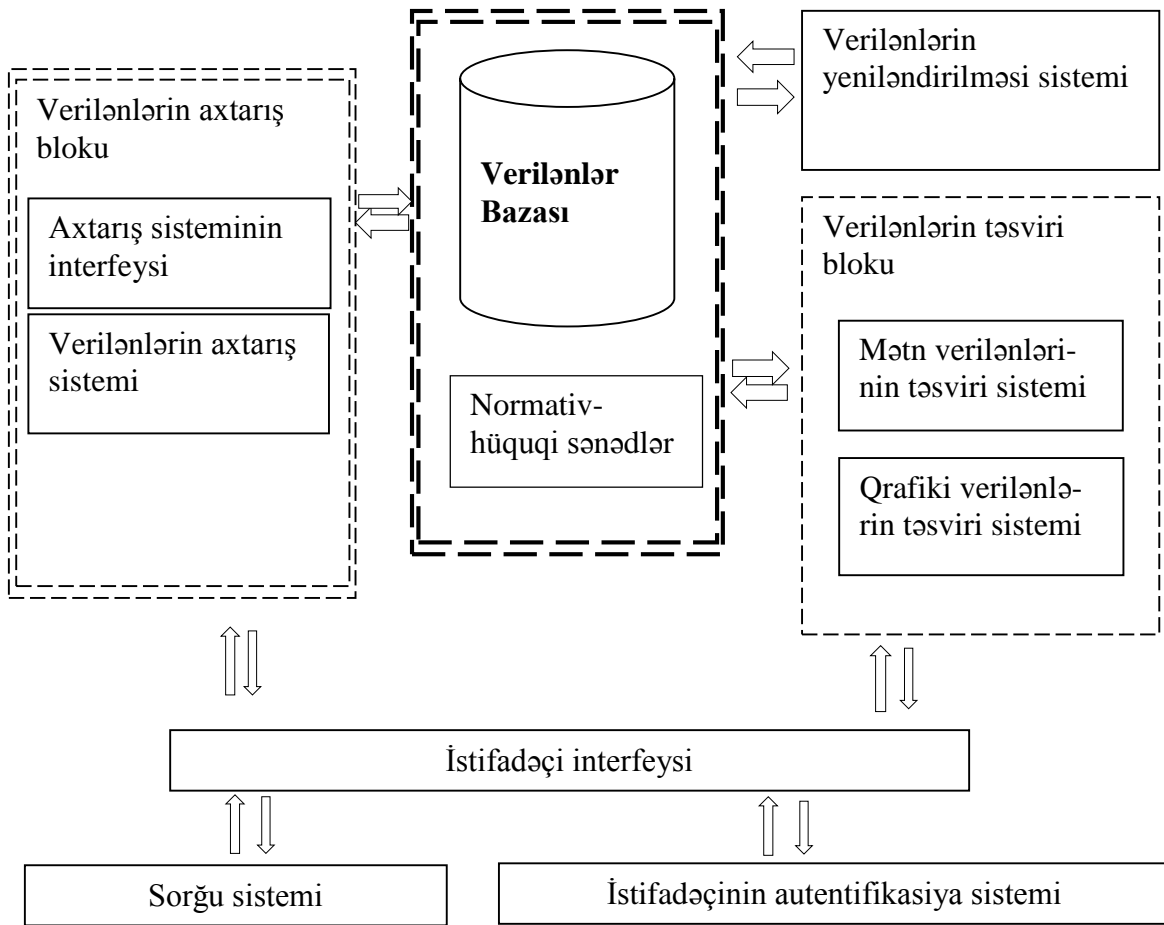 Verilənlərin axtarış
bloku
Axtarış sisteminin
interfeysi
Verilənlərin axtarış
sistemi
Verilənlər
Bazası
Normativ-
hüquqi sənədlər
Verilənlərin
yeniləndirilməsi sistemi
Verilənlərin təsviri
bloku
Mətn verilənləri-
nin təsviri sistemi
Qrafiki verilənlə-
rin təsviri sistemi
İstifadəçi interfeysi
Sorğu sistemi
İstifadəçinin autentifikasiya sistemi